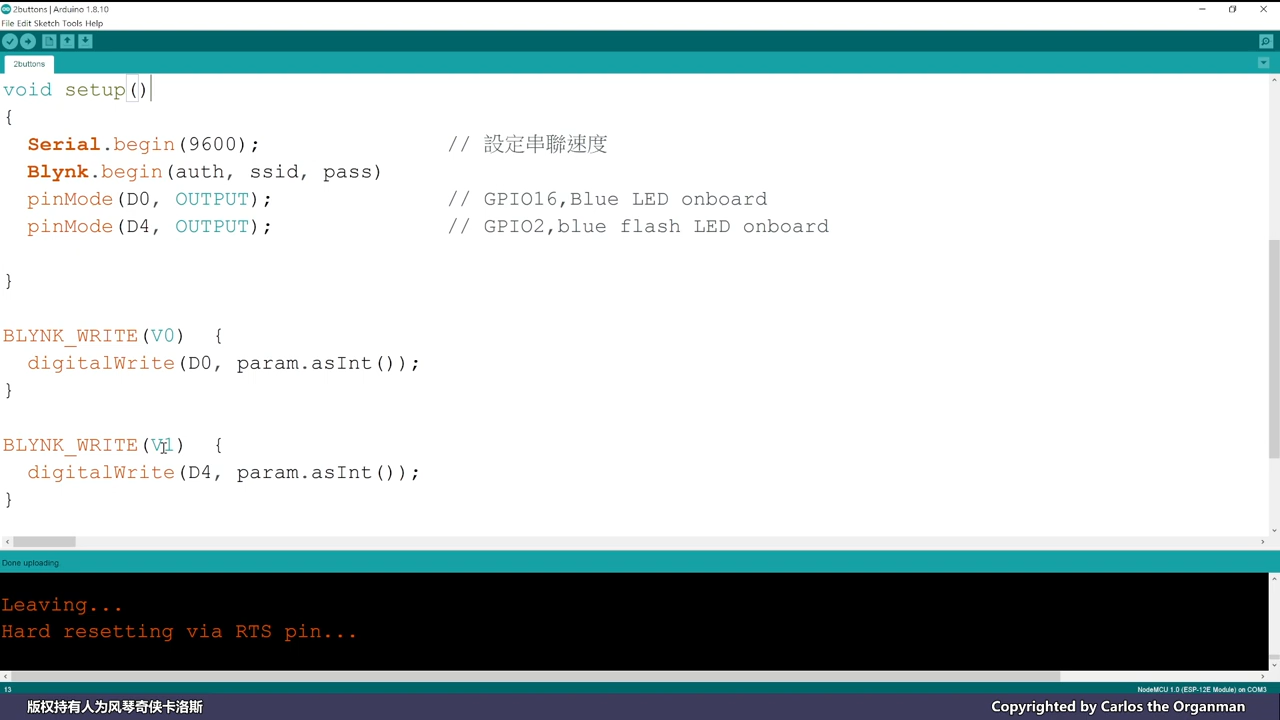 2buttons | Arduino 1.8.10
File Edit Sketch Tools Help
2buttons
void setup()
{
Serial.begin(9600); // 設定串聯速度
Blynk.begin(auth, ssid, pass)
pinMode(D0, OUTPUT); // GPIO16,Blue LED onboard
pinMode(D4, OUTPUT); // GPIO2,blue flash LED onboard
}
BLYNK_WRITE(V0) {
digitalWrite(D0, param.asInt());
}
BLYNK_WRITE(V1) {
digitalWrite(D4, param.asInt());
}
Done uploading.
Leaving...
Hard resetting via RTS pin...
13
NodeMCU 1.0 (ESP-12E Module) on COM3
版权持有人为风琴奇侠卡洛斯
Copyrighted by Carlos the Organman